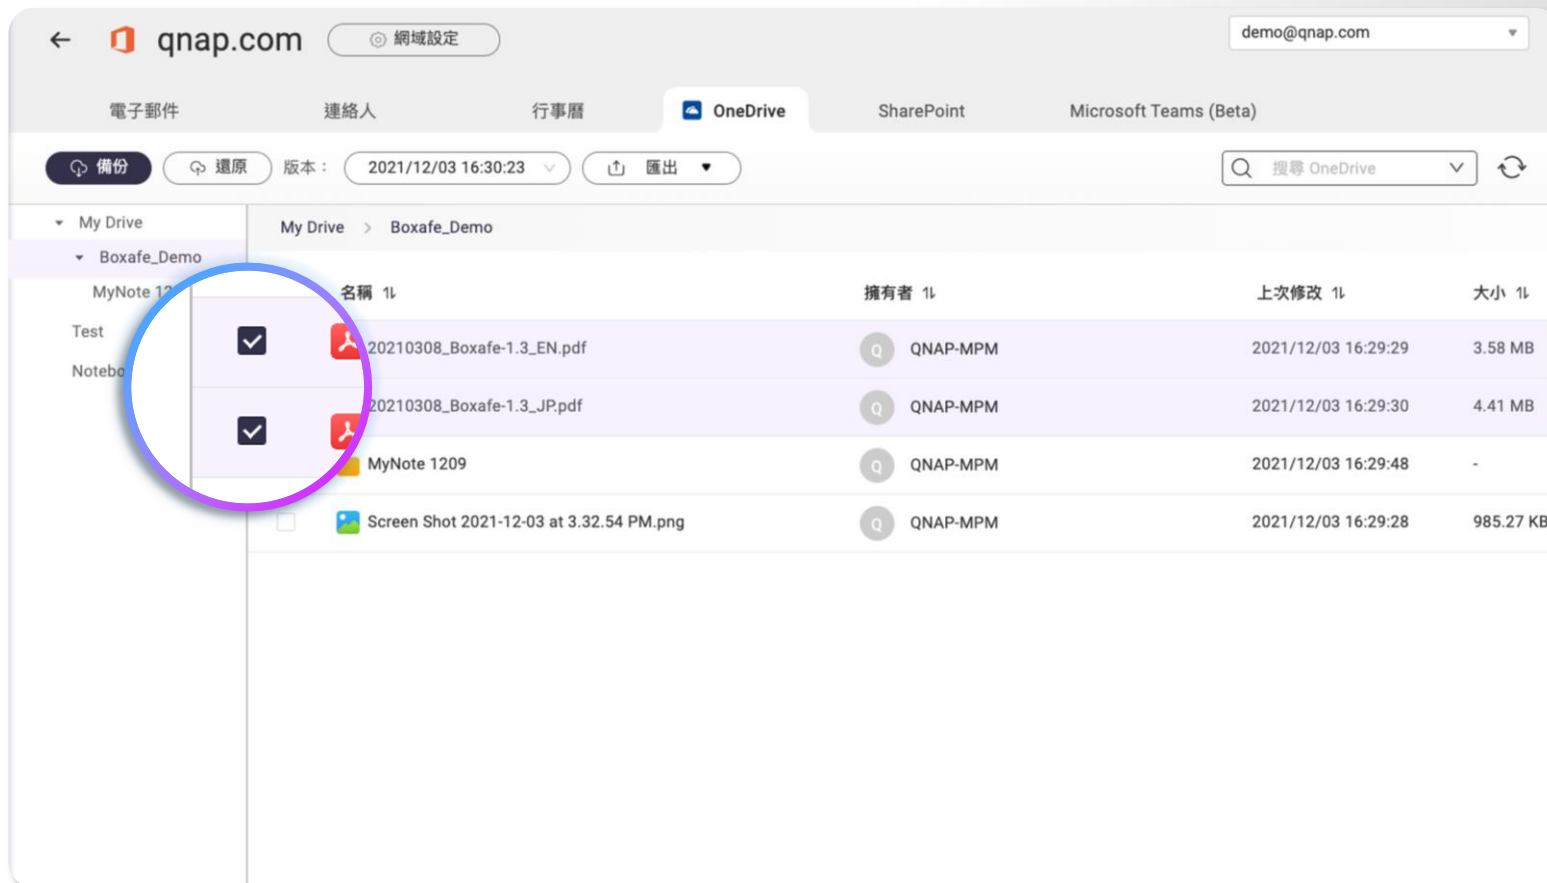 qnap.com 網域設定 demo@qnap.com
電子郵件 連絡人 行事曆 OneDrive SharePoint Microsoft Teams (Beta)
備份 還原 版本： 2021/12/03 16:30:23 匯出 搜尋 OneDrive
My Drive
Boxafe_Demo
MyNote 12
Test
Notebo
My Drive > Boxafe_Demo
名稱 擁有者 上次修改 大小
20210308_Boxafe-1.3_EN.pdf Q QNAP-MPM 2021/12/03 16:29:29 3.58 MB
20210308_Boxafe-1.3_JP.pdf Q QNAP-MPM 2021/12/03 16:29:30 4.41 MB
MyNote 1209 Q QNAP-MPM 2021/12/03 16:29:48 -
Screen Shot 2021-12-03 at 3.32.54 PM.png Q QNAP-MPM 2021/12/03 16:29:28 985.27 KB